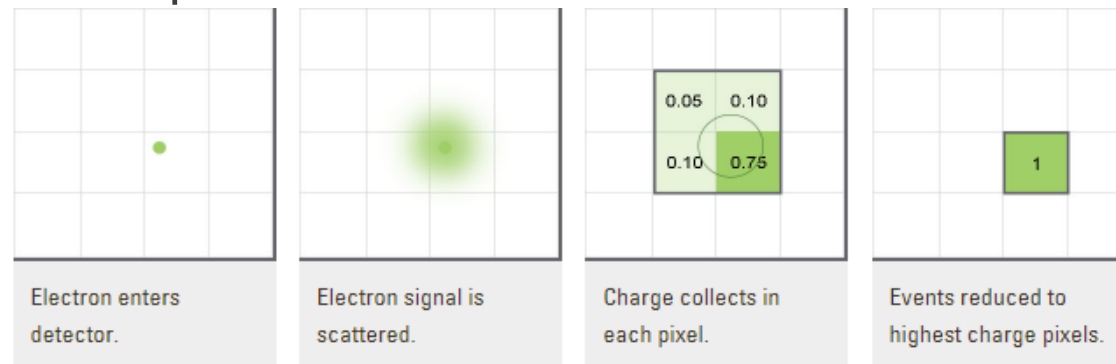 0.05 0.10
0.10 0.75
1
Electron enters
detector.
Electron signal is
scattered.
Charge collects in
each pixel.
Events reduced to
highest charge pixels.